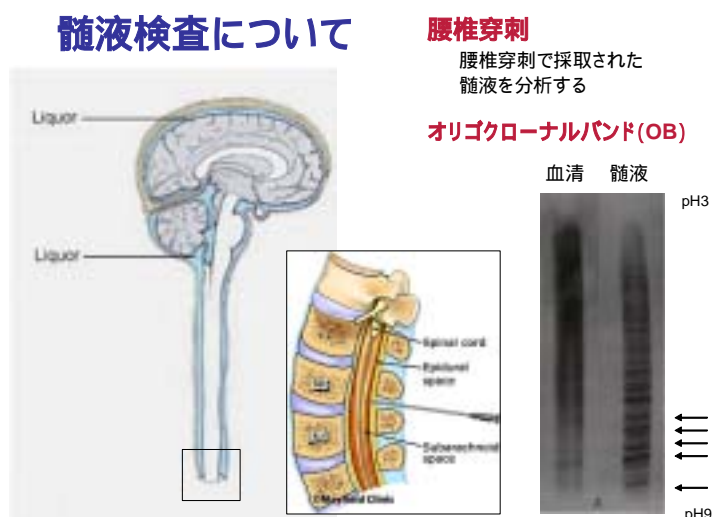 髄液検査について
腰椎穿刺
腰椎穿刺で採取された
髄液を分析する
オリゴクローナルバンド(OB)
血清 髄液
pH3
Liquor
Liquor
Spinal cord
Epidural
space
Subarachnoid
space
©Mayfield Clinic
pH9